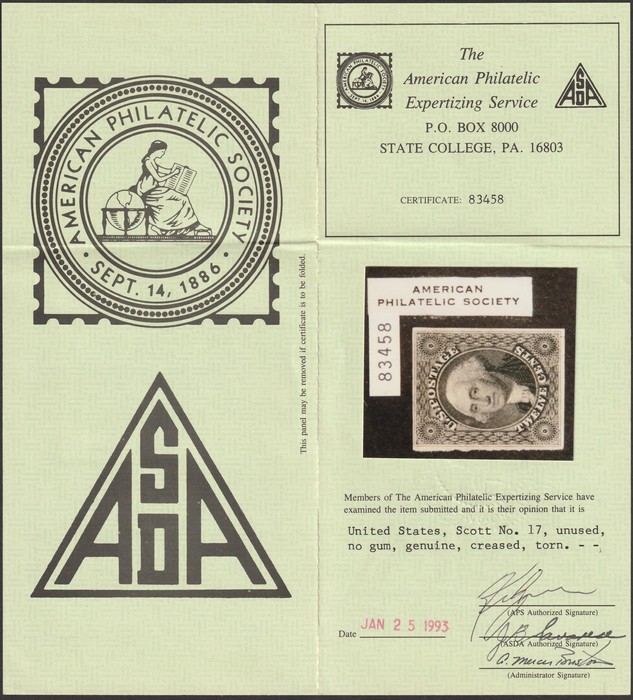 AMERICAN PHILATELIC SOCIETY
SEPT. 14, 1886
ASDA
This panel may be removed if certificate is to be folded.
The
American Philatelic
Expertizing Service
P.O. BOX 8000
STATE COLLEGE, PA. 16803
ASDA
CERTIFICATE: 83458
AMERICAN
PHILATELIC SOCIETY
83458
U.S. POSTAGE
TWELVE CENTS
Members of The American Philatelic Expertizing Service have
examined the item submitted and it is their opinion that it is
United States, Scott No. 17, unused,
no gum, genuine, creased, torn. - -
(APS Authorized Signature)
Date JAN 25 1993
(ASDA Authorized Signature)
(Administrator Signature)